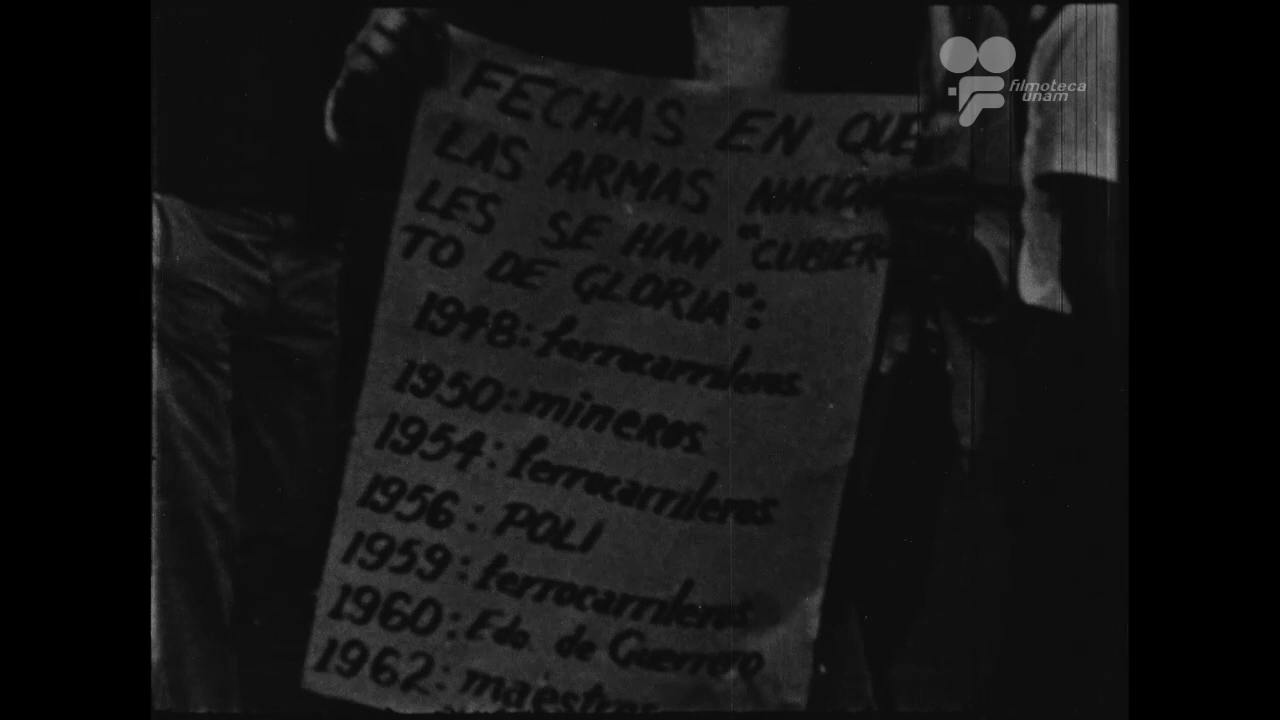 FECHAS EN QUE
LAS ARMAS NACIONA
LES SE HAN "CUBIER-
TO DE GLORIA":
1948: ferrocarrileros
1950: mineros
1954: ferrocarrileros
1956: POLI
1959: ferrocarrileros
1960: Edo. de Guerrero
1962: maestros
filmoteca
unam